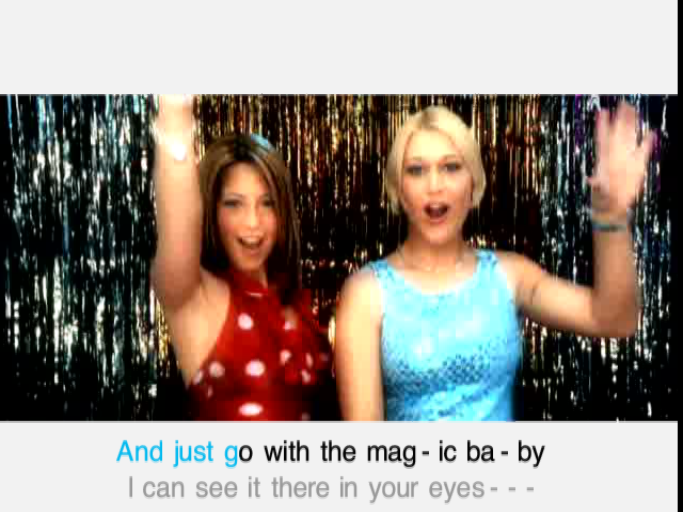 And just go with the mag - ic ba - by
I can see it there in your eyes - - -